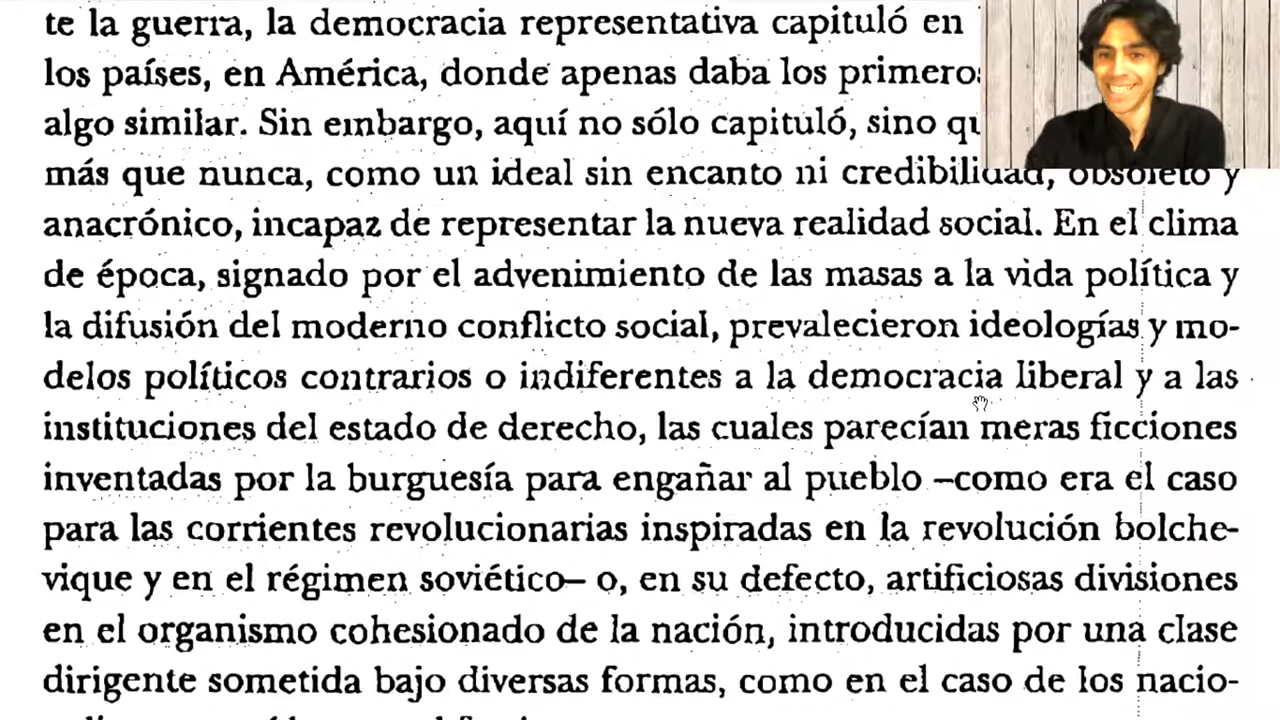 te la guerra, la democracia representativa capituló en
los países, en América, donde apenas daba los primeros
algo similar. Sin embargo, aquí no sólo capituló, sino
más que nunca, como un ideal sin encanto ni credibilidad, obsoleto y
anacrónico, incapaz de representar la nueva realidad social. En el clima
de época, signado por el advenimiento de las masas a la vida política y
la difusión del moderno conflicto social, prevalecieron ideologías y mo-
delos políticos contrarios o indiferentes a la democracia liberal y a las
instituciones del estado de derecho, las cuales parecían meras ficciones
inventadas por la burguesía para engañar al pueblo –como era el caso
para las corrientes revolucionarias inspiradas en la revolución bolche-
vique y en el régimen soviético– o, en su defecto, artificiosas divisiones
en el organismo cohesionado de la nación, introducidas por una clase
dirigente sometida bajo diversas formas, como en el caso de los nacio-